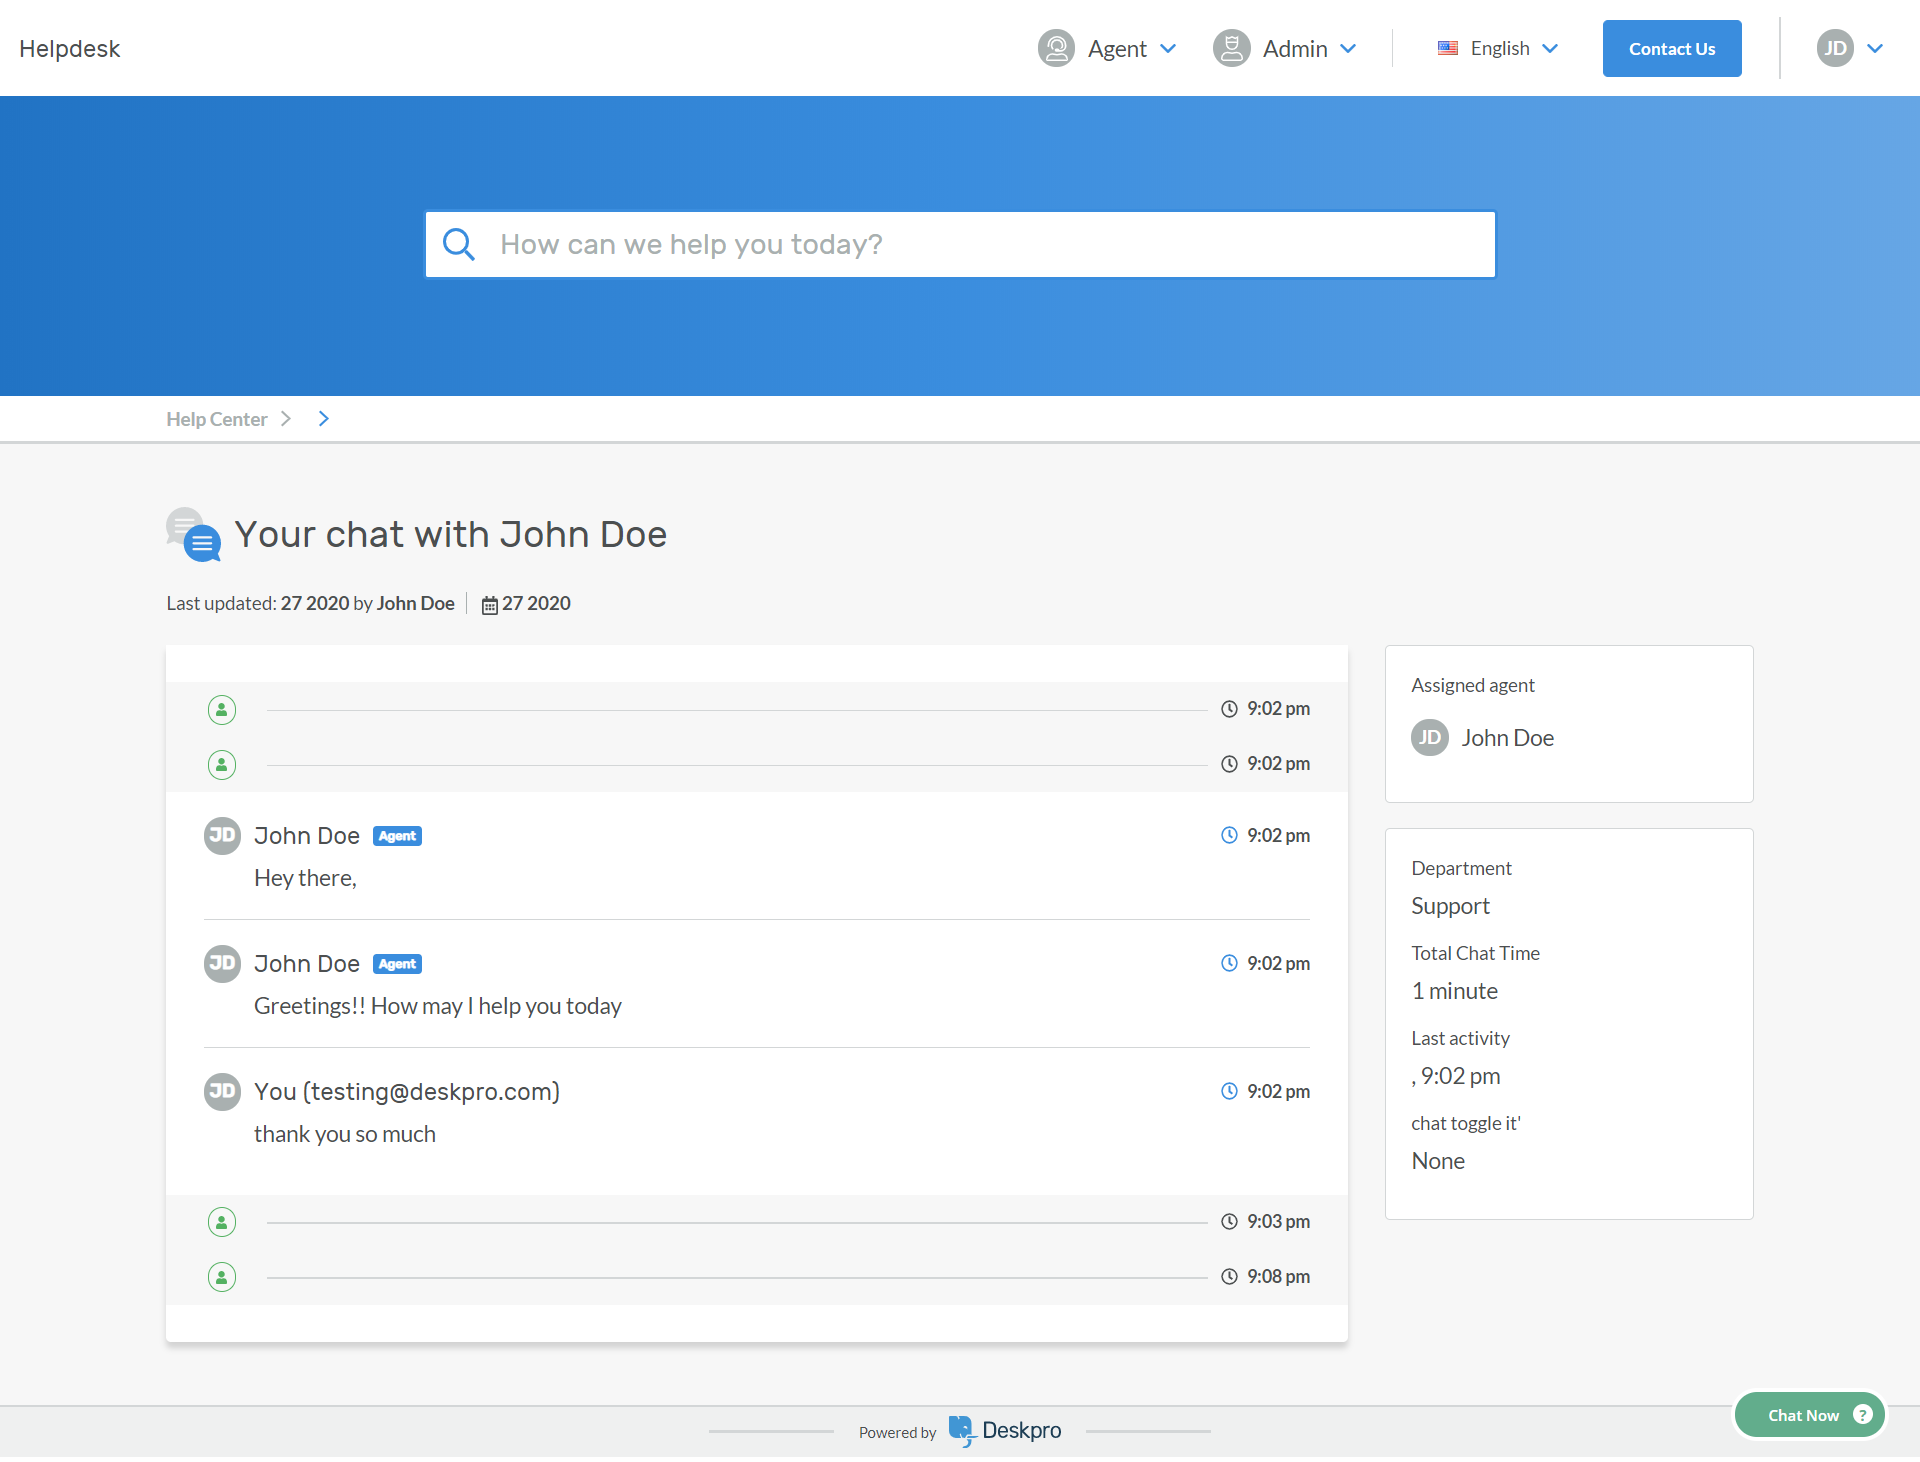 Helpdesk
Agent
Admin
English
Contact Us
JD
How can we help you today?
Help Center
Your chat with John Doe
Last updated: 27 2020 by John Doe
27 2020
9:02 pm
9:02 pm
JD
John Doe
Agent
9:02 pm
Hey there,
JD
John Doe
Agent
9:02 pm
Greetings!! How may I help you today
JD
You (testing@deskpro.com)
9:02 pm
thank you so much
9:03 pm
9:08 pm
Assigned agent
JD
John Doe
Department
Support
Total Chat Time
1 minute
Last activity
, 9:02 pm
chat toggle it'
None
Powered by
Deskpro
Chat Now
?